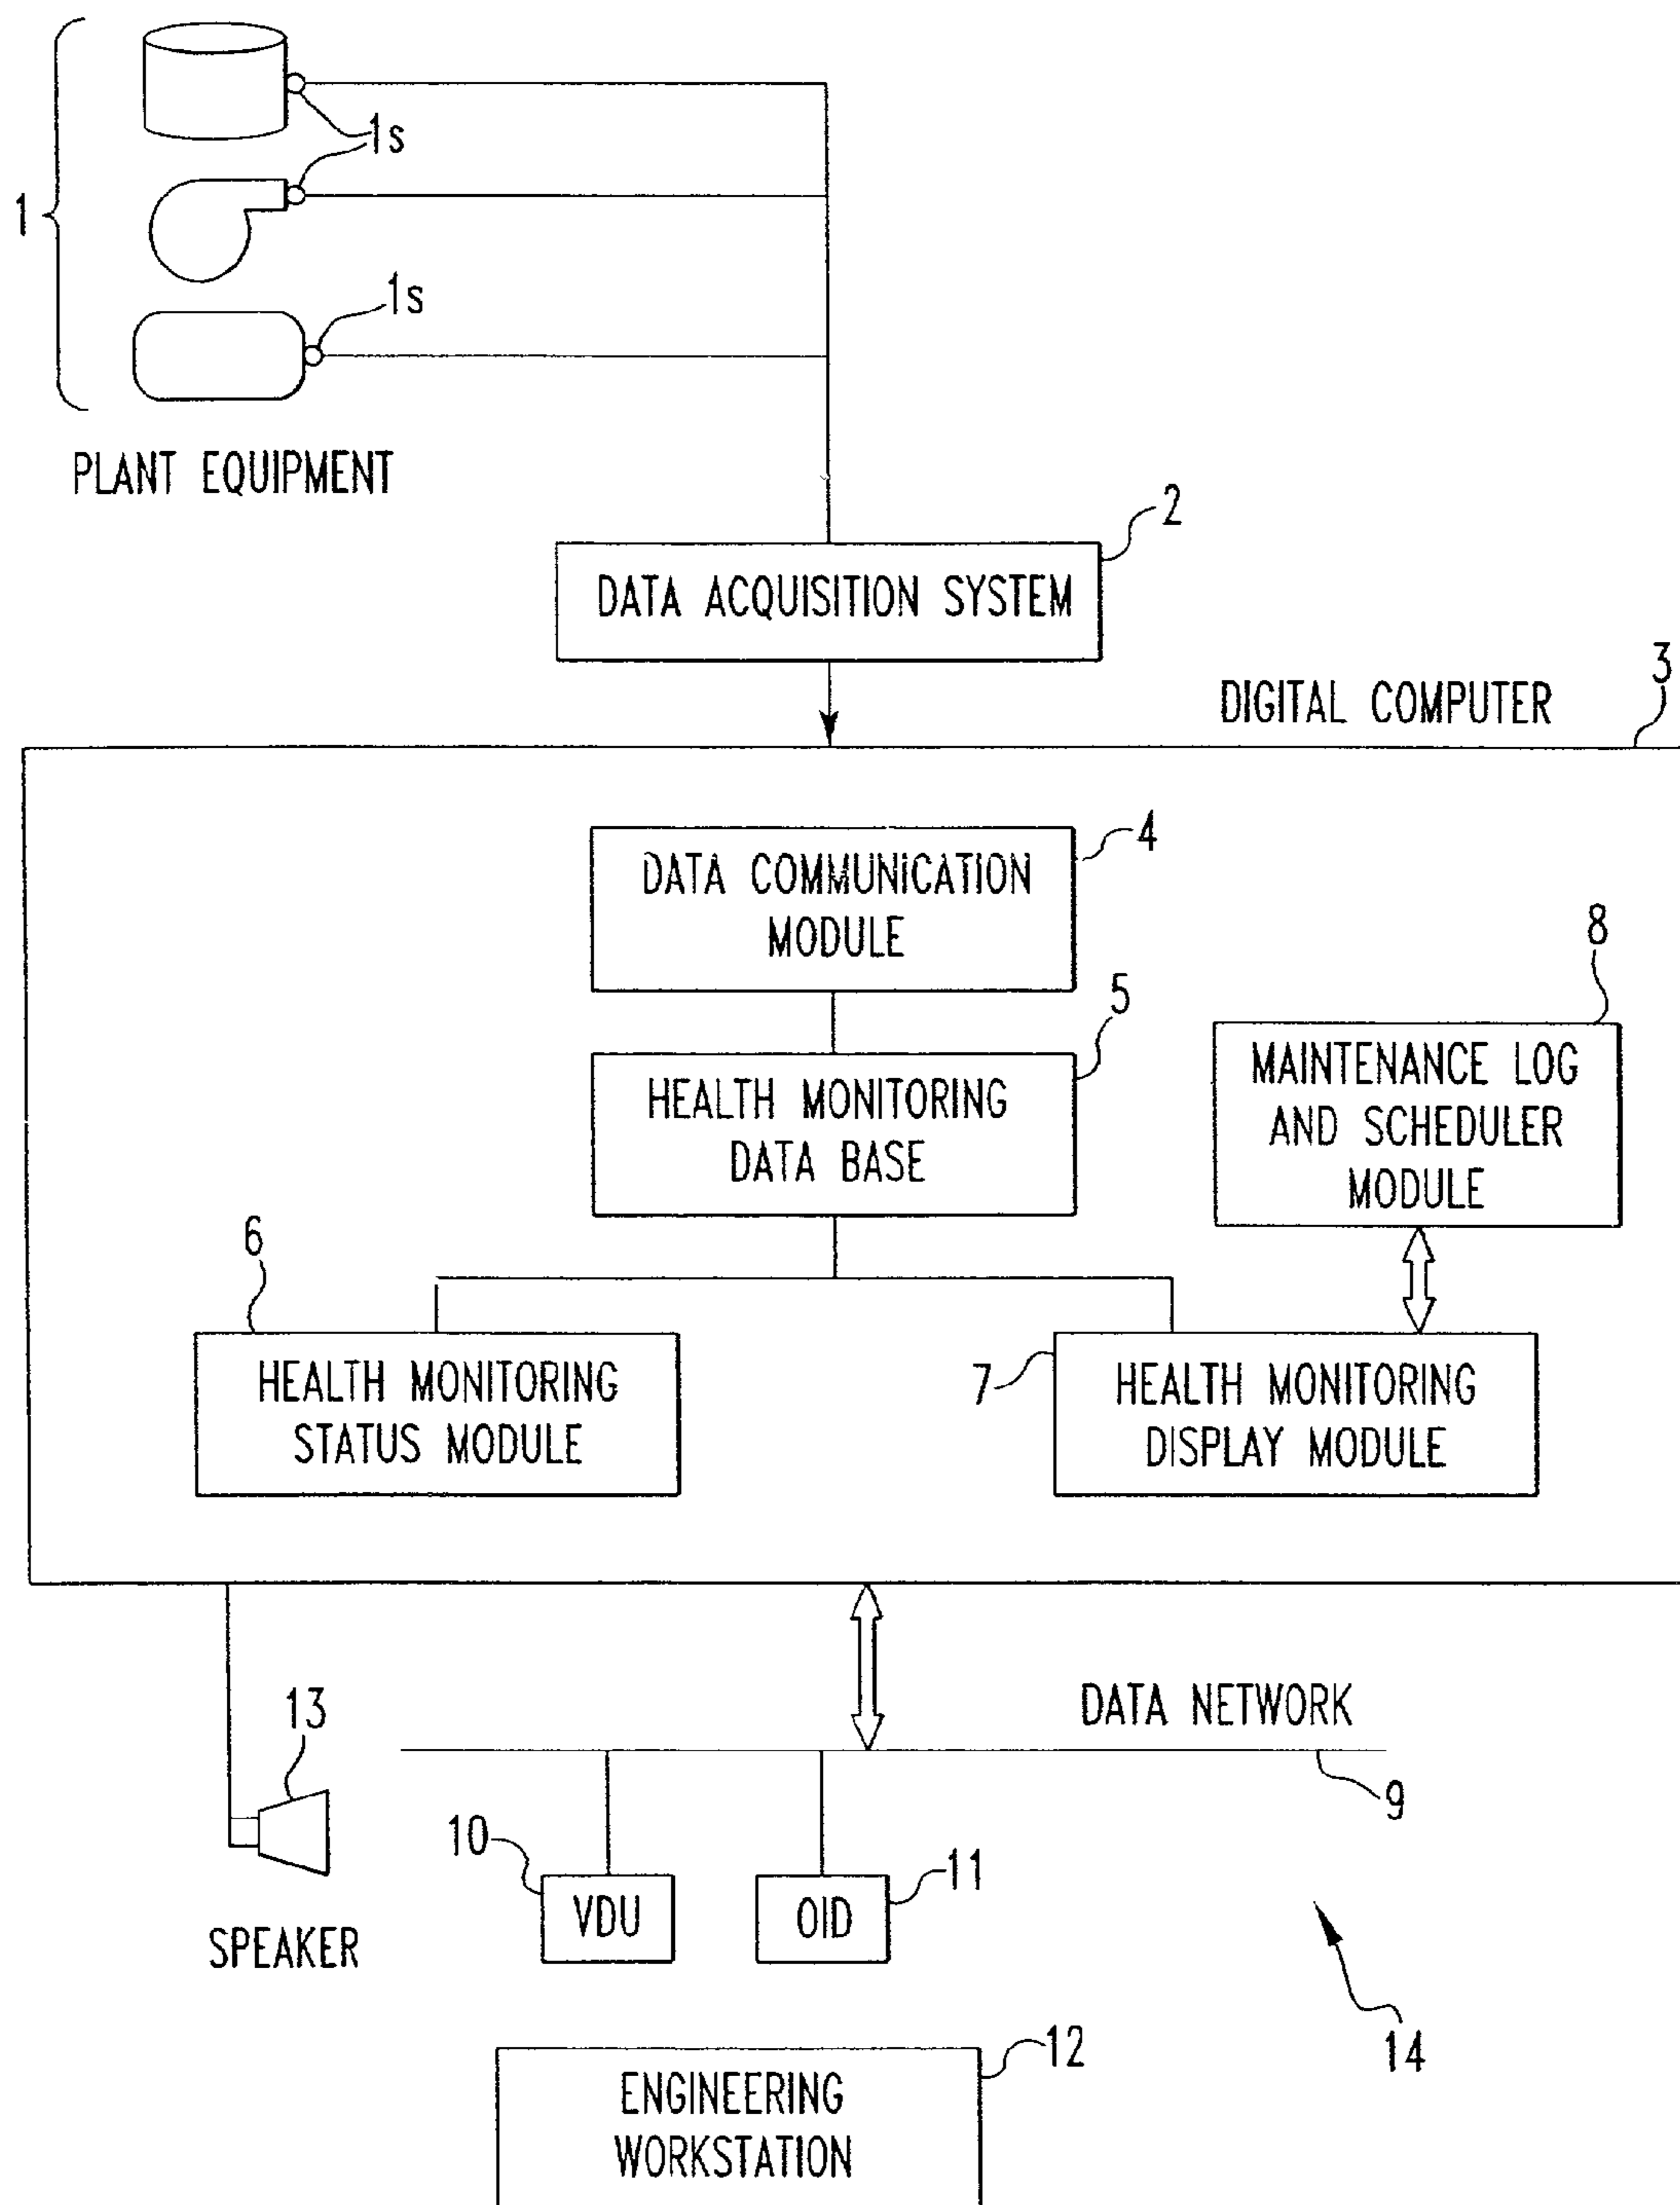 1s
1
1s
PLANT EQUIPMENT
2
DATA ACQUISITION SYSTEM
3
DIGITAL COMPUTER
4
DATA COMMUNICATION
MODULE
8
5
MAINTENANCE LOG
AND SCHEDULER
MODULE
HEALTH MONITORING
DATA BASE
6
7
HEALTH MONITORING
STATUS MODULE
HEALTH MONITORING
DISPLAY MODULE
13
DATA NETWORK
9
10
11
VDU
OID
SPEAKER
14
12
ENGINEERING
WORKSTATION